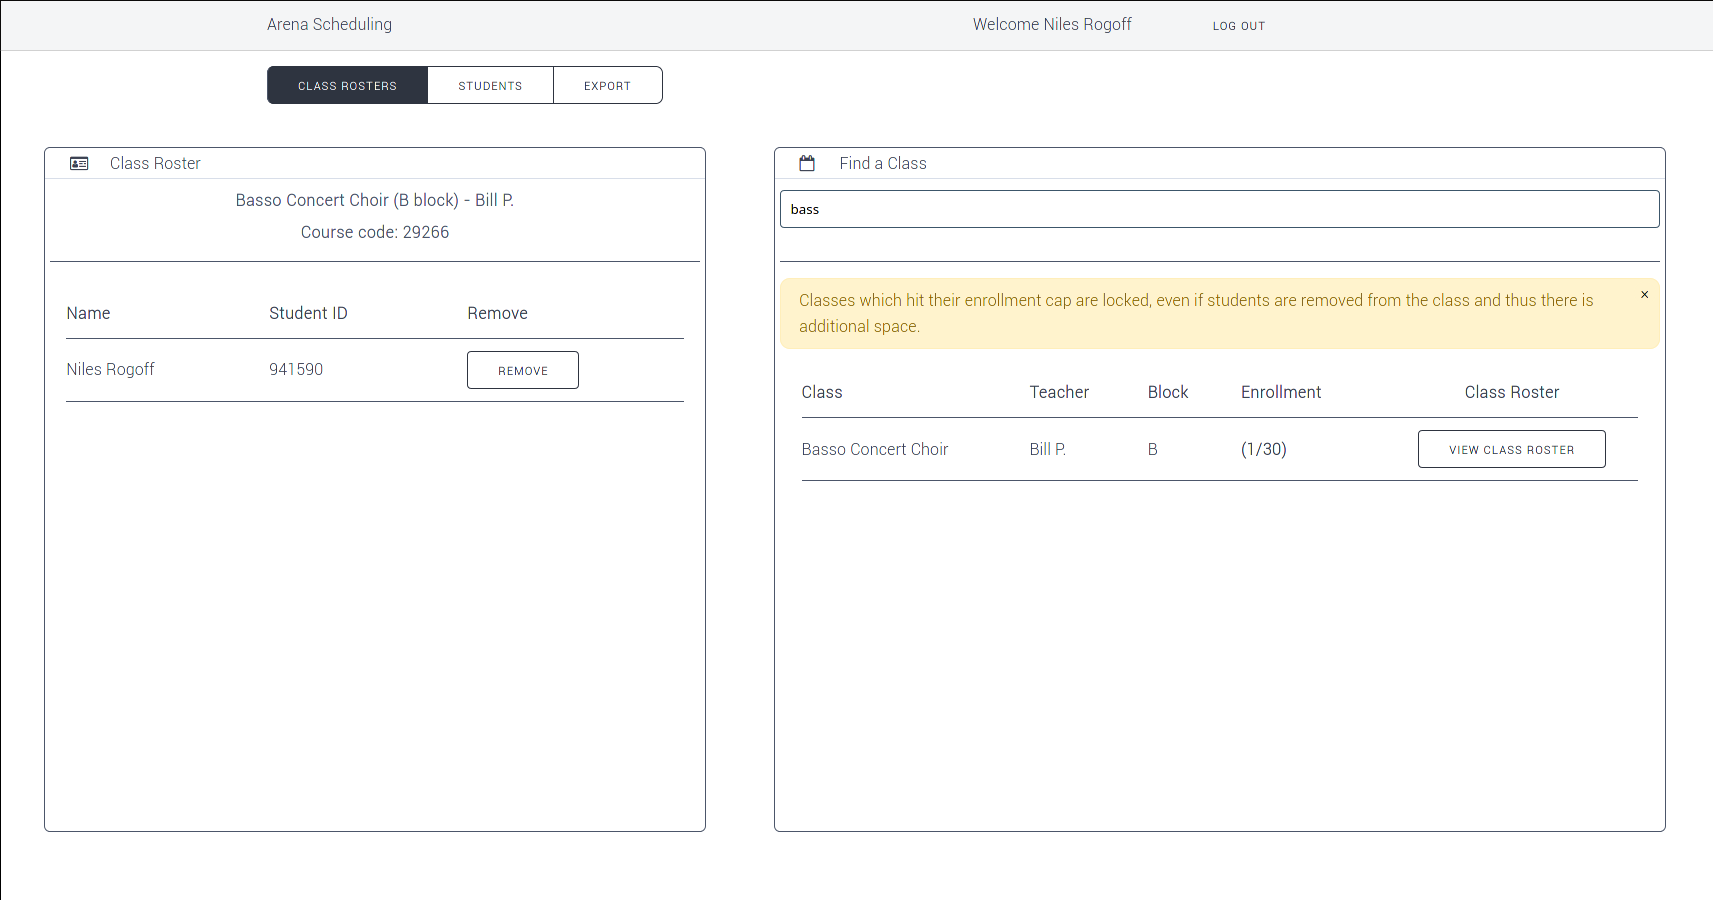 Arena Scheduling
Welcome Niles Rogoff
LOG OUT
CLASS ROSTERS
STUDENTS
EXPORT
Class Roster
Basso Concert Choir (B block) - Bill P.
Course code: 29266
Name Student ID Remove
Niles Rogoff 941590 REMOVE
Find a Class
bass
Classes which hit their enrollment cap are locked, even if students are removed from the class and thus there is
additional space.
×
Class Teacher Block Enrollment Class Roster
Basso Concert Choir Bill P. B (1/30) VIEW CLASS ROSTER